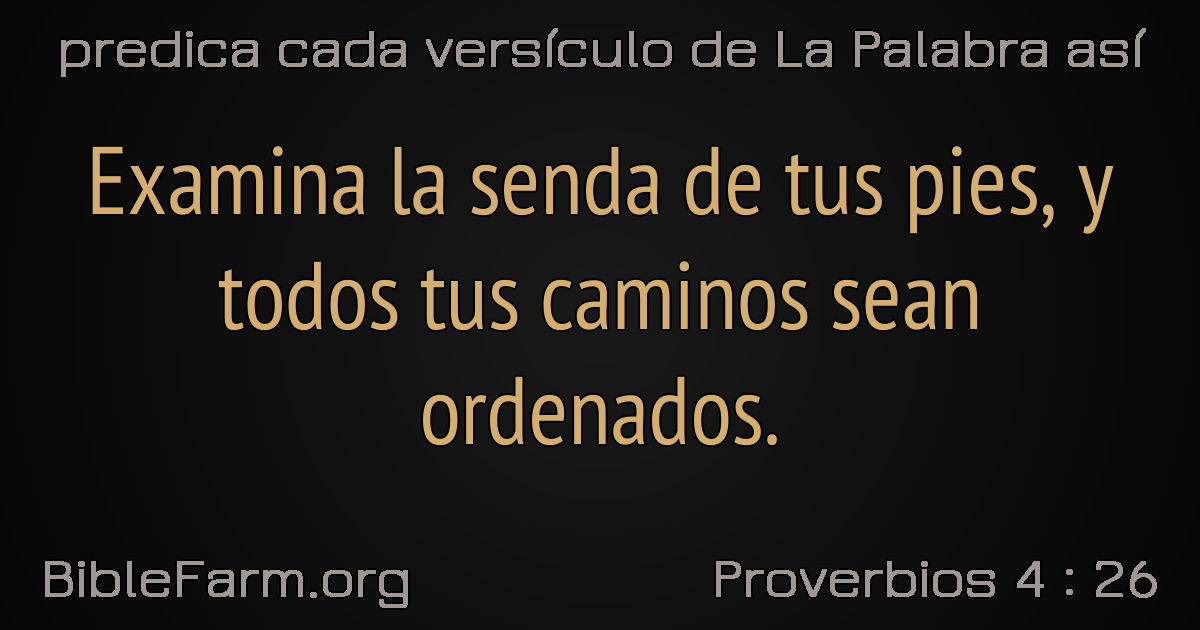 predica cada versículo de La Palabra así
Examina la senda de tus pies, y
todos tus caminos sean
ordenados.
BibleFarm.org
Proverbios 4 : 26